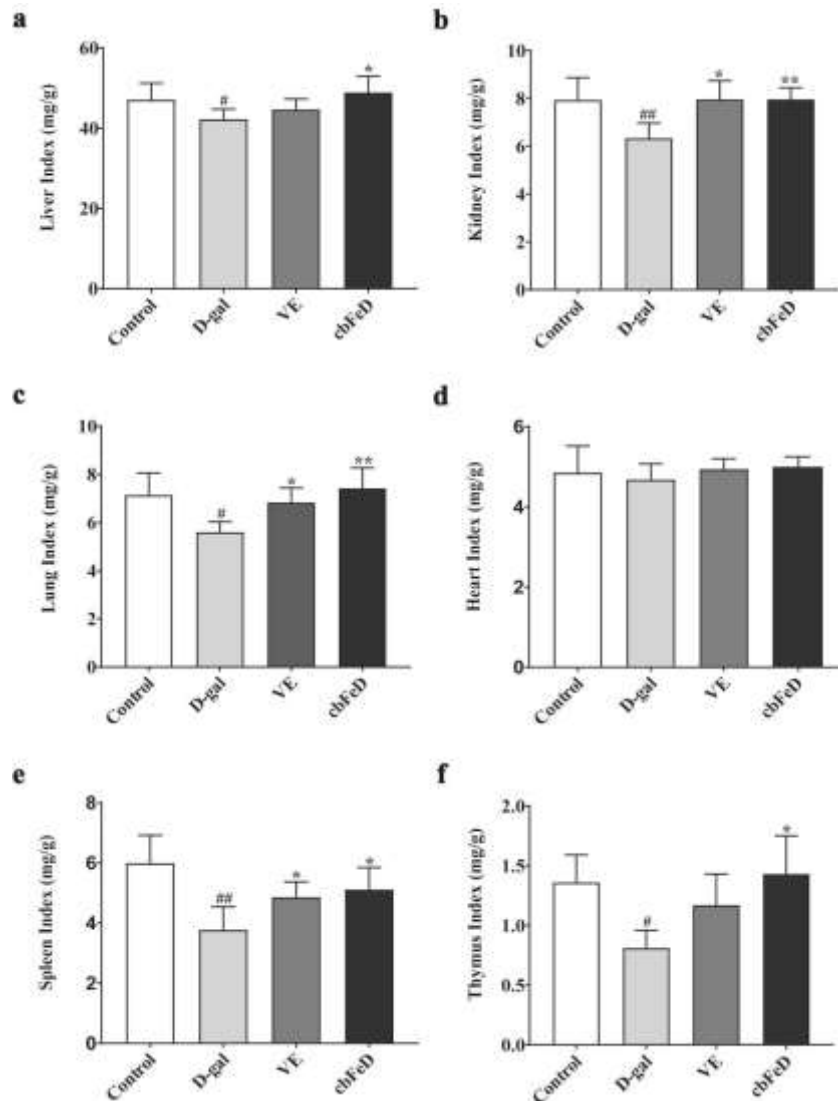 a
Liver Index (mg/g)
60
40
20
0
#
*
Control
D-gal
VE
cbFeD
b
Kidney Index (mg/g)
10
8
6
4
2
0
##
*
**
Control
D-gal
VE
cbFeD
c
Lung Index (mg/g)
10
8
6
4
2
0
#
*
**
Control
D-gal
VE
cbFeD
d
Heart Index (mg/g)
6
4
2
0
Control
D-gal
VE
cbFeD
e
Spleen Index (mg/g)
8
6
4
2
0
##
*
*
Control
D-gal
VE
cbFeD
f
Thymus Index (mg/g)
2.0
1.5
1.0
0.5
0.0
#
*
Control
D-gal
VE
cbFeD